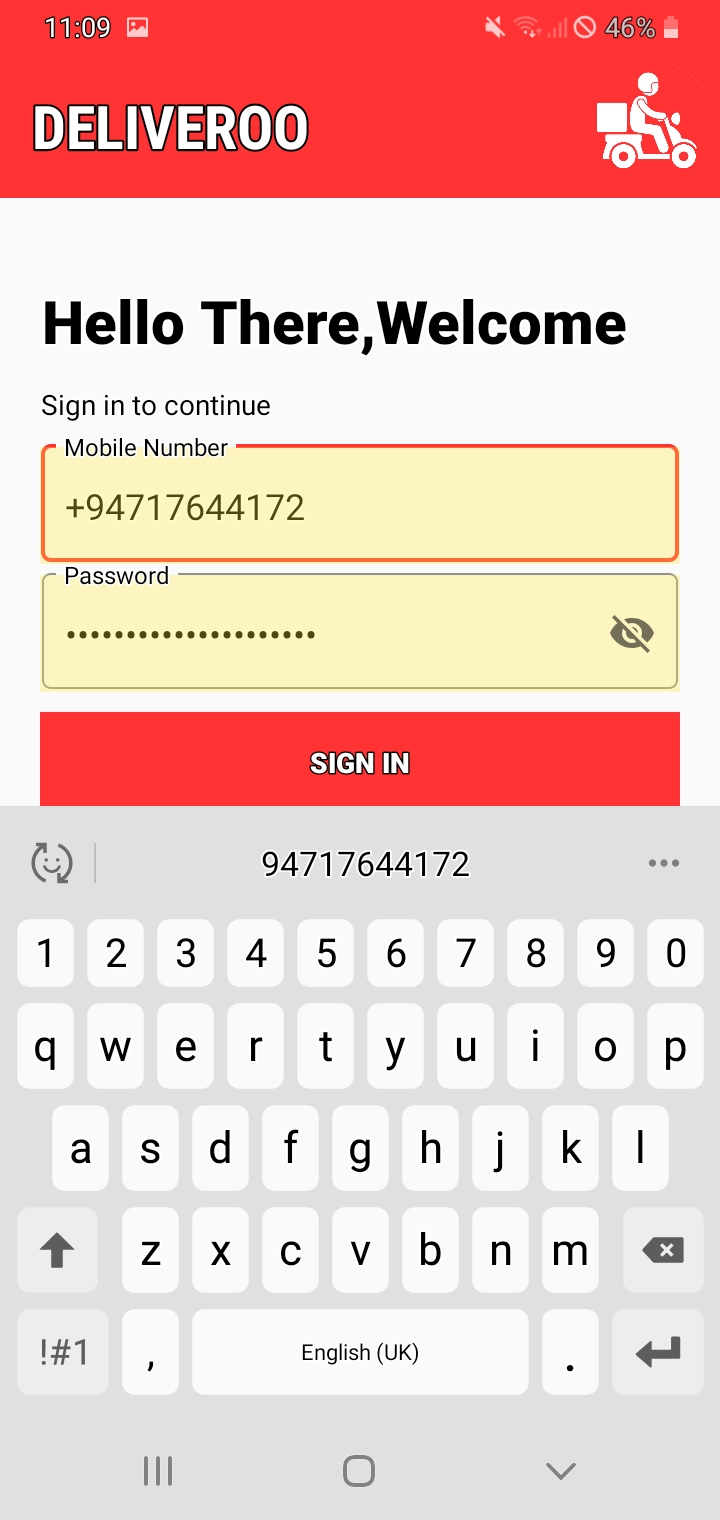 11:09 46%
DELIVEROO
Hello There,Welcome
Sign in to continue
Mobile Number
+94717644172
Password
•••••••••••••••••••••
SIGN IN
94717644172
1 2 3 4 5 6 7 8 9 0
q w e r t y u i o p
a s d f g h j k l
z x c v b n m
!#1 , English (UK) .